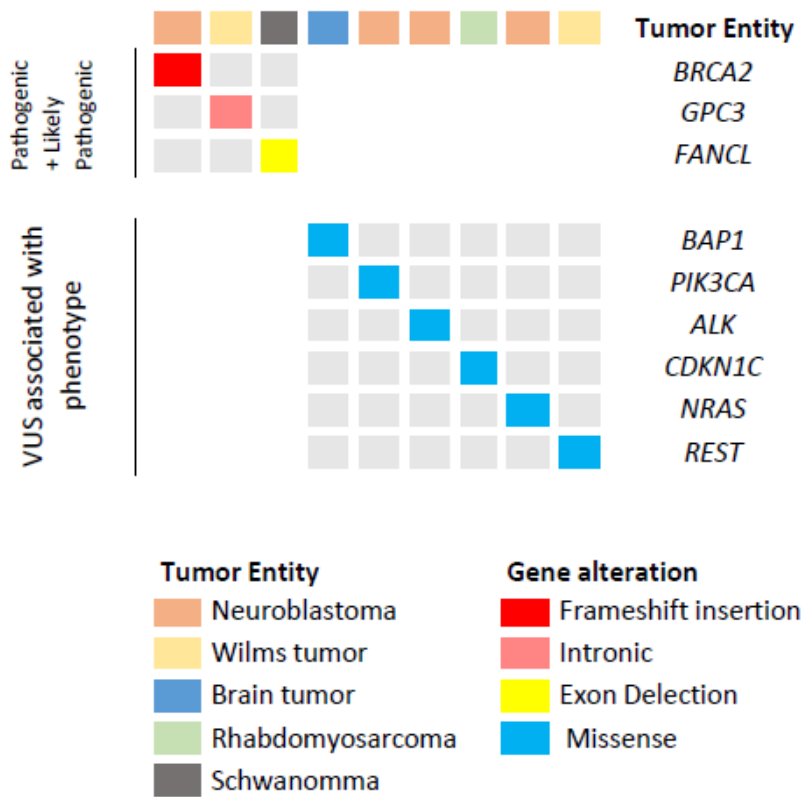 Tumor Entity
Pathogenic
+ Likely
Pathogenic
BRCA2
GPC3
FANCL
VUS associated with
phenotype
BAP1
PIK3CA
ALK
CDKN1C
NRAS
REST
Tumor Entity
Neuroblastoma
Wilms tumor
Brain tumor
Rhabdomyosarcoma
Schwanomma
Gene alteration
Frameshift insertion
Intronic
Exon Delection
Missense